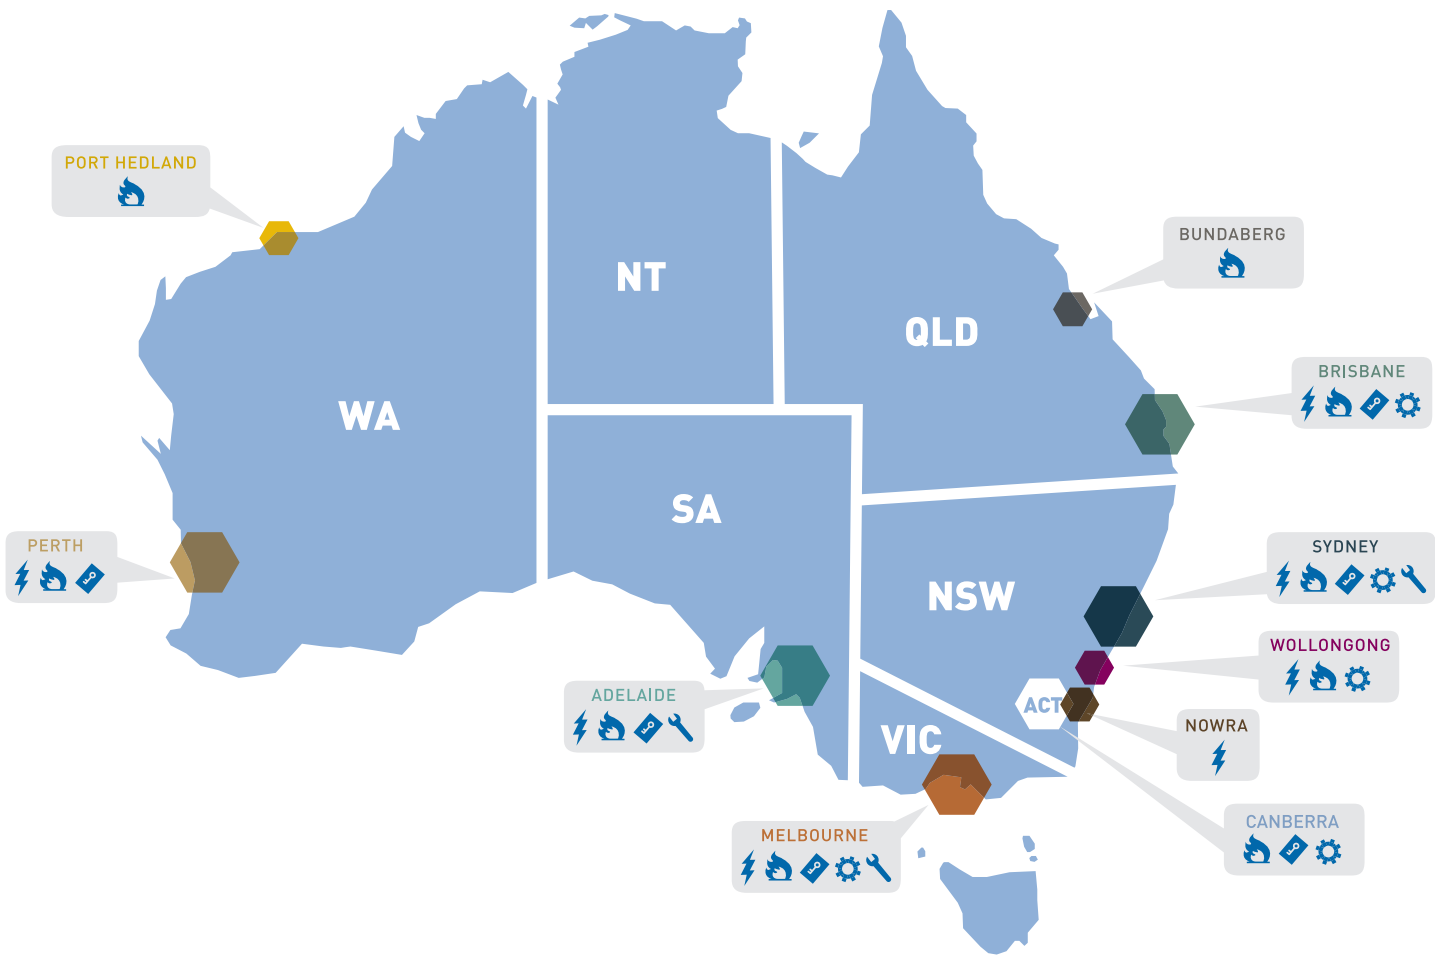 PORT HEDLAND
BUNDABERG
NT
QLD
BRISBANE
WA
SA
PERTH
SYDNEY
NSW
WOLLONGONG
ADELAIDE
ACT
NOWRA
VIC
CANBERRA
MELBOURNE